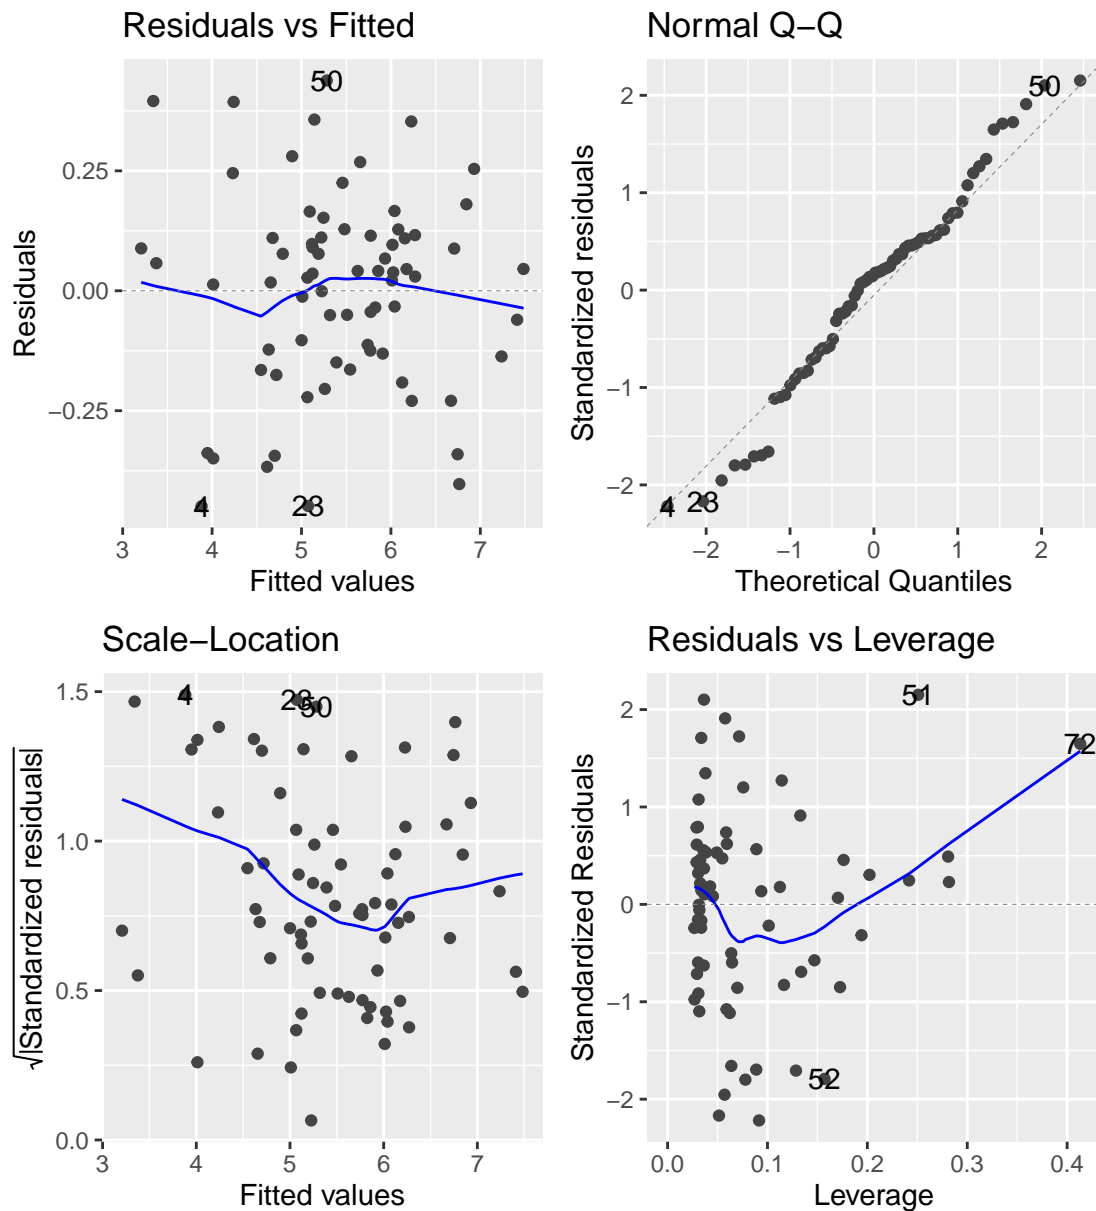 Residuals vs Fitted
50
4
23
0.25
0.00
−0.25
3 4 5 6 7
Residuals
Fitted values
Normal Q−Q
50
23
4
2
1
0
−1
−2
−2 −1 0 1 2
Standardized residuals
Theoretical Quantiles
Scale−Location
4
23
50
1.5
1.0
0.5
0.0
3 4 5 6 7
√|Standardized residuals|
Fitted values
Residuals vs Leverage
51
72
52
2
1
0
−1
−2
0.0 0.1 0.2 0.3 0.4
Standardized Residuals
Leverage